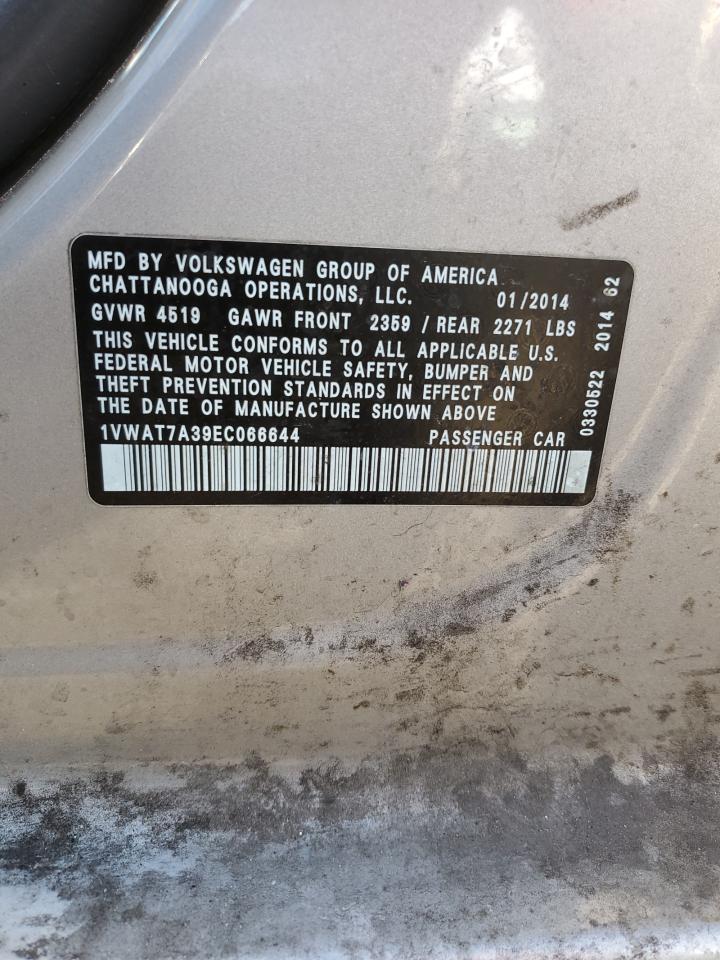 MFD BY VOLKSWAGEN GROUP OF AMERICA
CHATTANOOGA OPERATIONS, LLC. 01/2014
GVWR 4519 GAWR FRONT 2359 / REAR 2271 LBS
THIS VEHICLE CONFORMS TO ALL APPLICABLE U.S.
FEDERAL MOTOR VEHICLE SAFETY, BUMPER AND
THEFT PREVENTION STANDARDS IN EFFECT ON
THE DATE OF MANUFACTURE SHOWN ABOVE
1VWAT7A39EC066644 PASSENGER CAR
0330522 2014 62